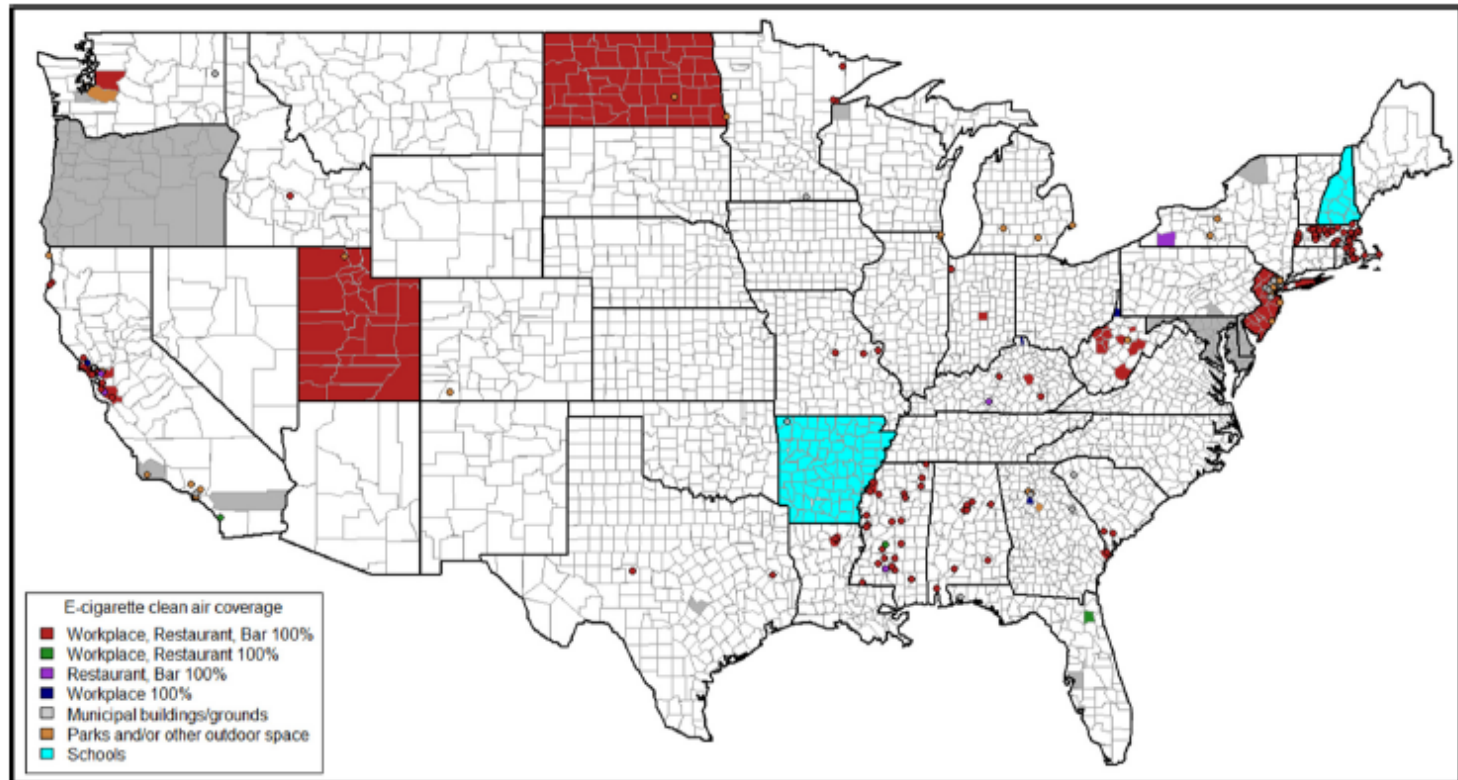 E-cigarette clean air coverage
Workplace, Restaurant, Bar 100%
Workplace, Restaurant 100%
Restaurant, Bar 100%
Workplace 100%
Municipal buildings/grounds
Parks and/or other outdoor space
Schools